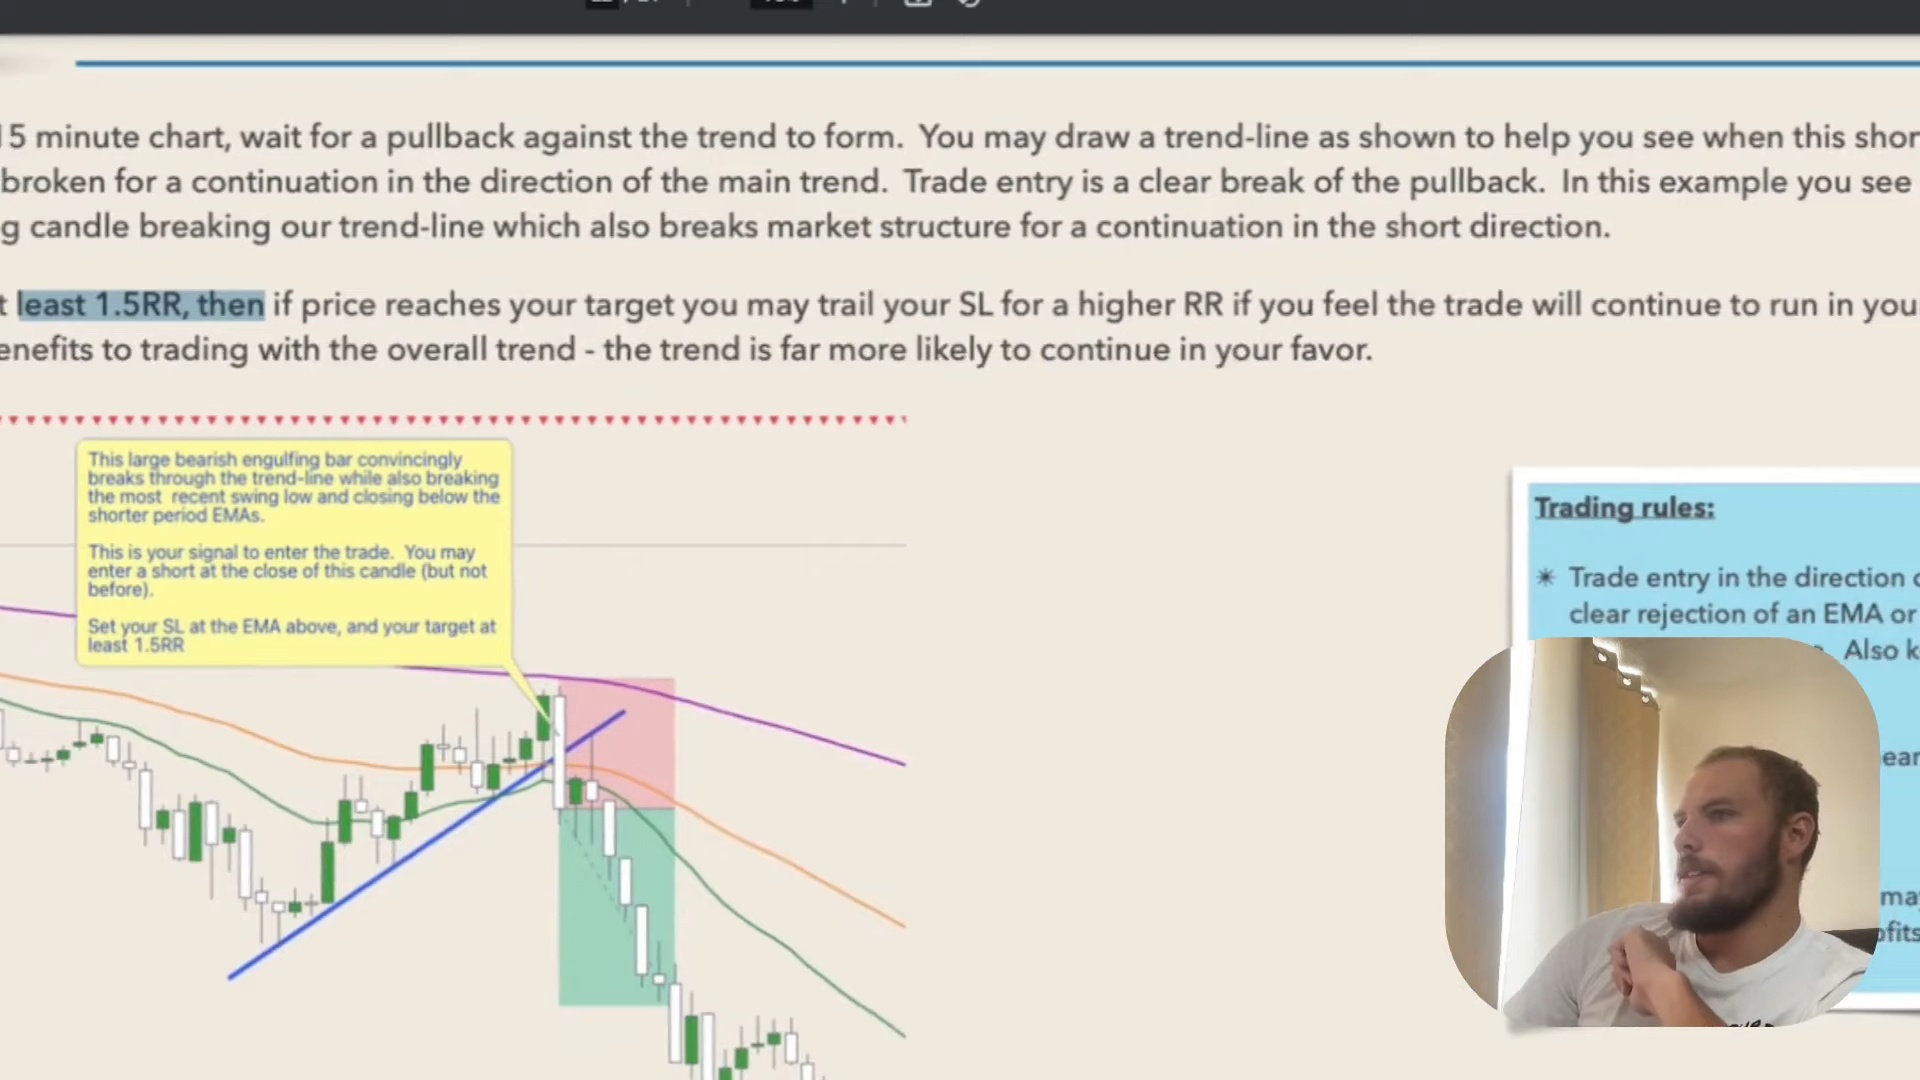 5 minute chart, wait for a pullback against the trend to form. You may draw a trend-line as shown to help you see when this shor
broken for a continuation in the direction of the main trend. Trade entry is a clear break of the pullback. In this example you see
g candle breaking our trend-line which also breaks market structure for a continuation in the short direction.
t least 1.5RR, then if price reaches your target you may trail your SL for a higher RR if you feel the trade will continue to run in you
enefits to trading with the overall trend - the trend is far more likely to continue in your favor.
This large bearish engulfing bar convincingly
breaks through the trend-line while also breaking
the most recent swing low and closing below the
shorter period EMAs.
This is your signal to enter the trade. You may
enter a short at the close of this candle (but not
before).
Set your SL at the EMA above, and your target at
least 1.5RR
Trading rules:
✴ Trade entry in the direction
clear rejection of an EMA or
Also k
ear
may
ofits